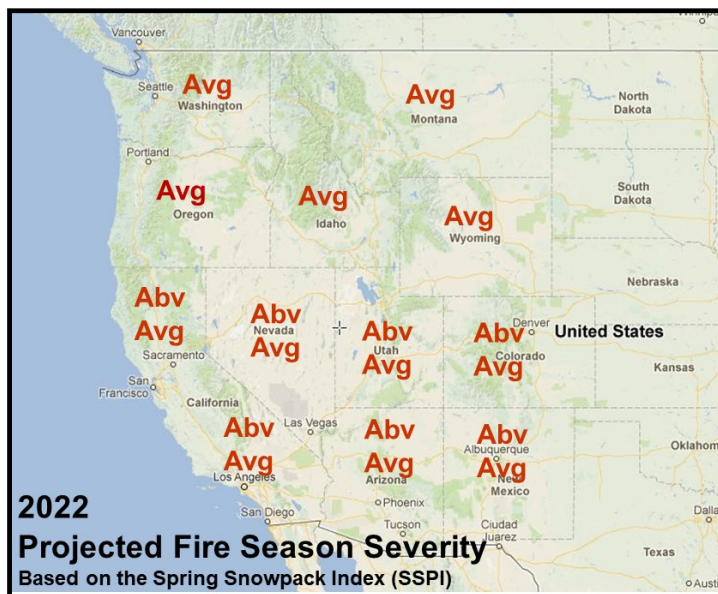 Winnipeg
Vancouver
Seattle
Avg
Washington
Avg
Montana
North
Dakota
Portland
Avg
Oregon
Avg
Idaho
Avg
Wyoming
South
Dakota
Nebraska
Abv
Avg
Sacramento
Abv
Nevada
Avg
Abv
Utah
Avg
Abv
Denver
Colorado
Avg
United States
Kansas
San
Francisco
California
Las Vegas
Abv
Avg
Los Angeles
Abv
Avg
Arizona
Abv
Albuquerque
Avg
New
Mexico
Oklahom
Phoenix
San Diego
Tucson
Ciudad
Juarez
Dalla
Texas
Austi
2022
Projected Fire Season Severity
Based on the Spring Snowpack Index (SSPI)